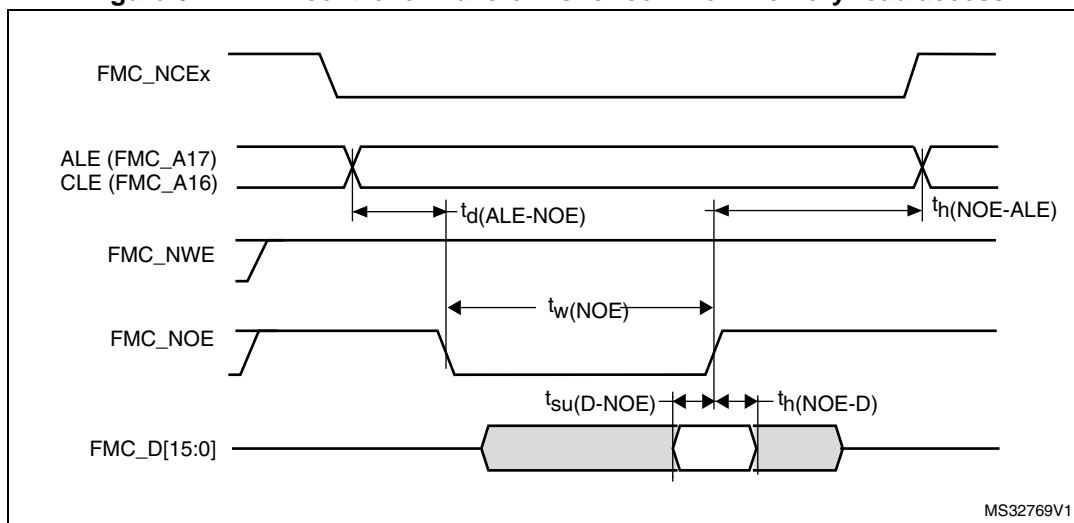 FMC_NCEx
ALE (FMC_A17)
CLE (FMC_A16)
td(ALE-NOE)
th(NOE-ALE)
FMC_NWE
tw(NOE)
FMC_NOE
tsu(D-NOE)
th(NOE-D)
FMC_D[15:0]
MS32769V1